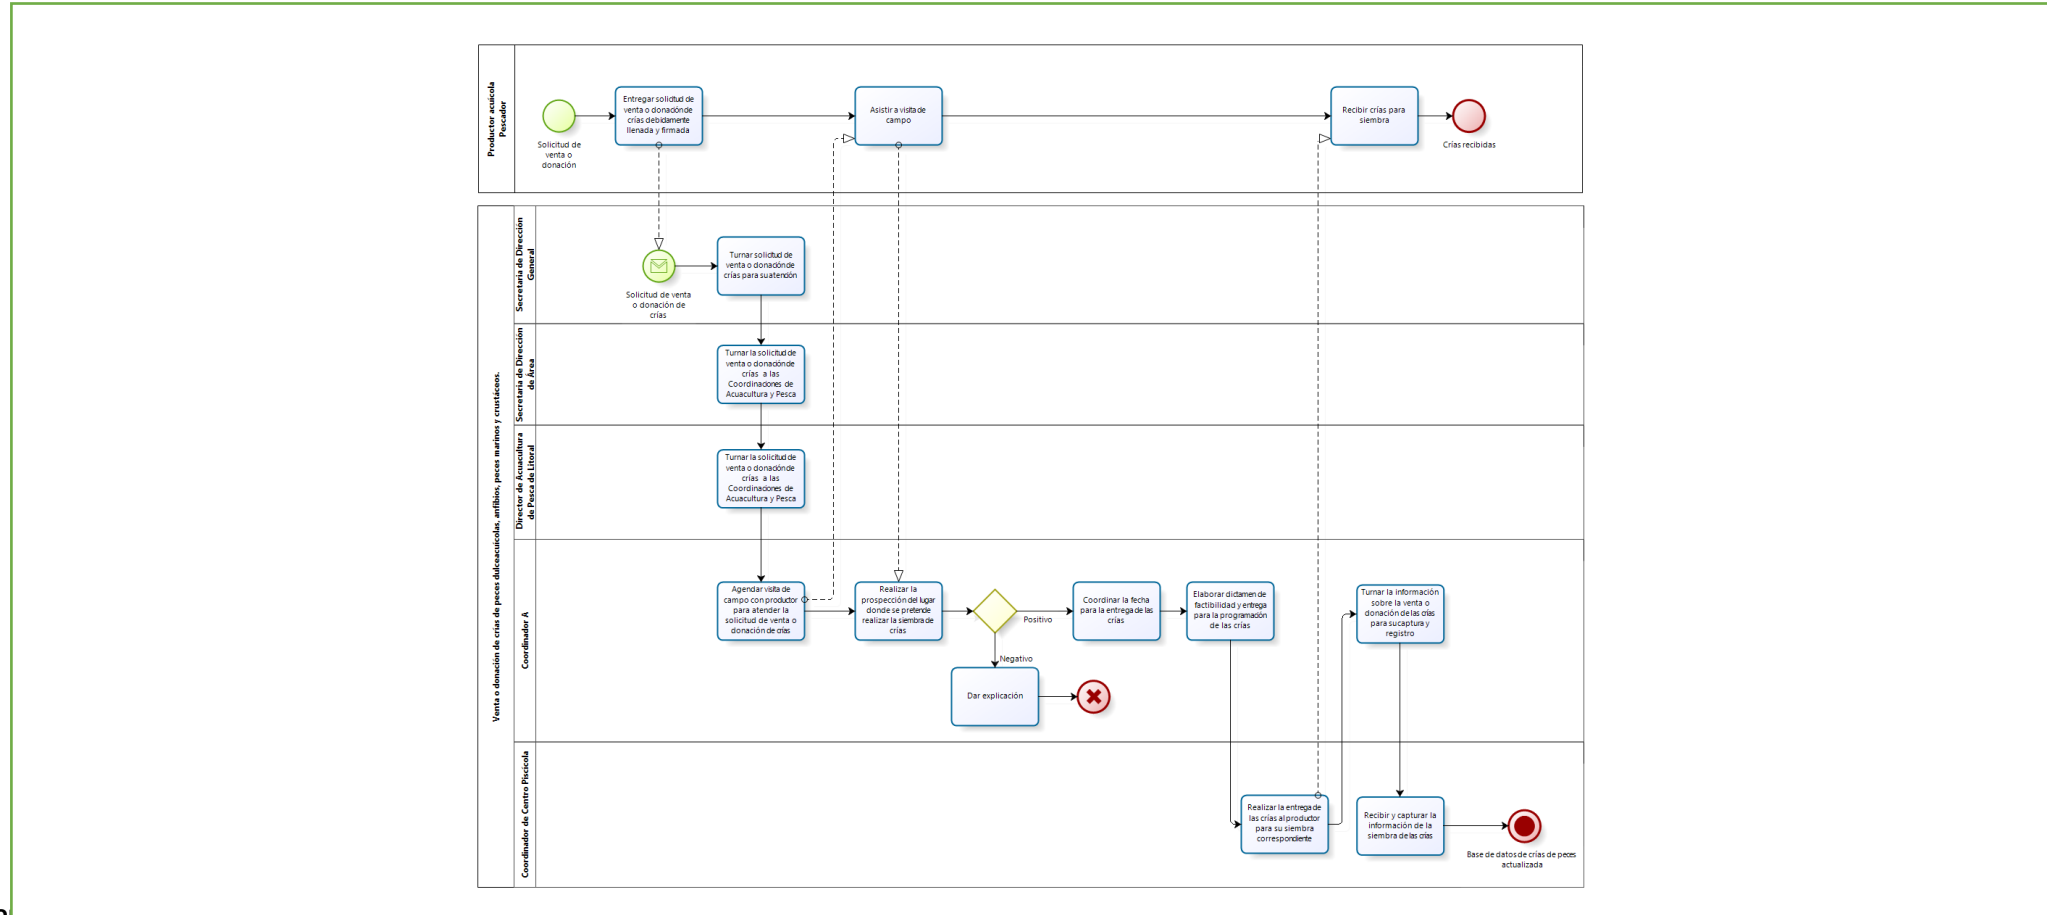 Productor acuícola
Pescador
Solicitud de
venta o
donación
Entregar solicitud de
venta o donación de
crías debidamente
llenada y firmada
Asistir a visita de
campo
Recibir crías para
siembra
Crías recibidas
Venta o donación de crías de peces dulceacuícolas, anfibios, peces marinos y crustáceos.
Secretaria de Dirección
General
Solicitud de venta
o donación de
crías
Turnar solicitud de
venta o donación de
crías para su atención
Secretaria de Dirección
de Área
Turnar la solicitud de
venta o donación de
crías a las
Coordinaciones de
Acuacultura y Pesca
Director de Acuacultura
de Pesca de Litoral
Turnar la solicitud de
venta o donación de
crías a las
Coordinaciones de
Acuacultura y Pesca
Coordinador A
Agendar visita de
campo con productor
para atender la
solicitud de venta o
donación de crías
Realizar la
prospección del lugar
donde se pretende
realizar la siembra de
crías
Positivo
Negativo
Coordinar la fecha
para la entrega de las
crías
Elaborar dictamen de
factibilidad y entrega
para la programación
de las crías
Turnar la información
sobre la venta o
donación de las crías
para su captura y
registro
Dar explicación
Coordinador de Centro Piscícola
Realizar la entrega de
las crías al productor
para su siembra
correspondiente
Recibir y capturar la
información de la
siembra de las crías
Base de datos de crías de peces
actualizada